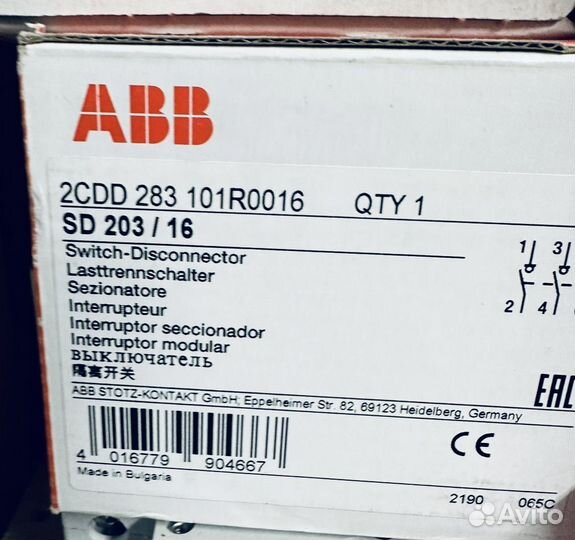 ABB
2CDD 283 101R0016 QTY 1
SD 203 / 16
Switch-Disconnector
Lasttrennschalter
Sezionatore
Interrupteur
Interruptor seccionador
Interruptor modular
выключатель
隔离开关
1 3
2 4
ABB STOTZ-KONTAKT GmbH; Eppelheimer Str. 82, 69123 Heidelberg, Germany
EAC
4 016779 904667
CE
Made in Bulgaria
2190 065C
Avito